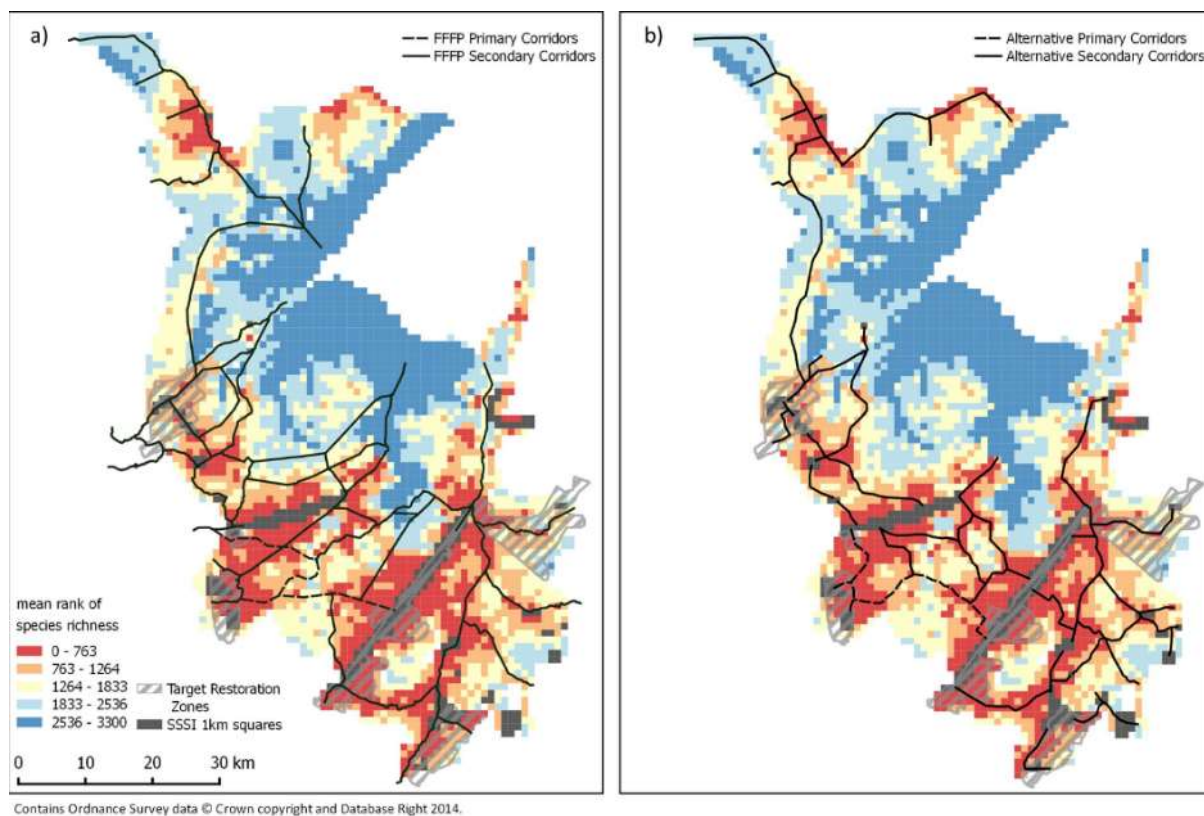 a)
FFFP Primary Corridors
FFFP Secondary Corridors
b)
Alternative Primary Corridors
Alternative Secondary Corridors
mean rank of
species richness
0 - 763
763 - 1264
1264 - 1833
1833 - 2536
2536 - 3300
Target Restoration
Zones
SSSI 1km squares
0 10 20 30 km
Contains Ordnance Survey data © Crown copyright and Database Right 2014.